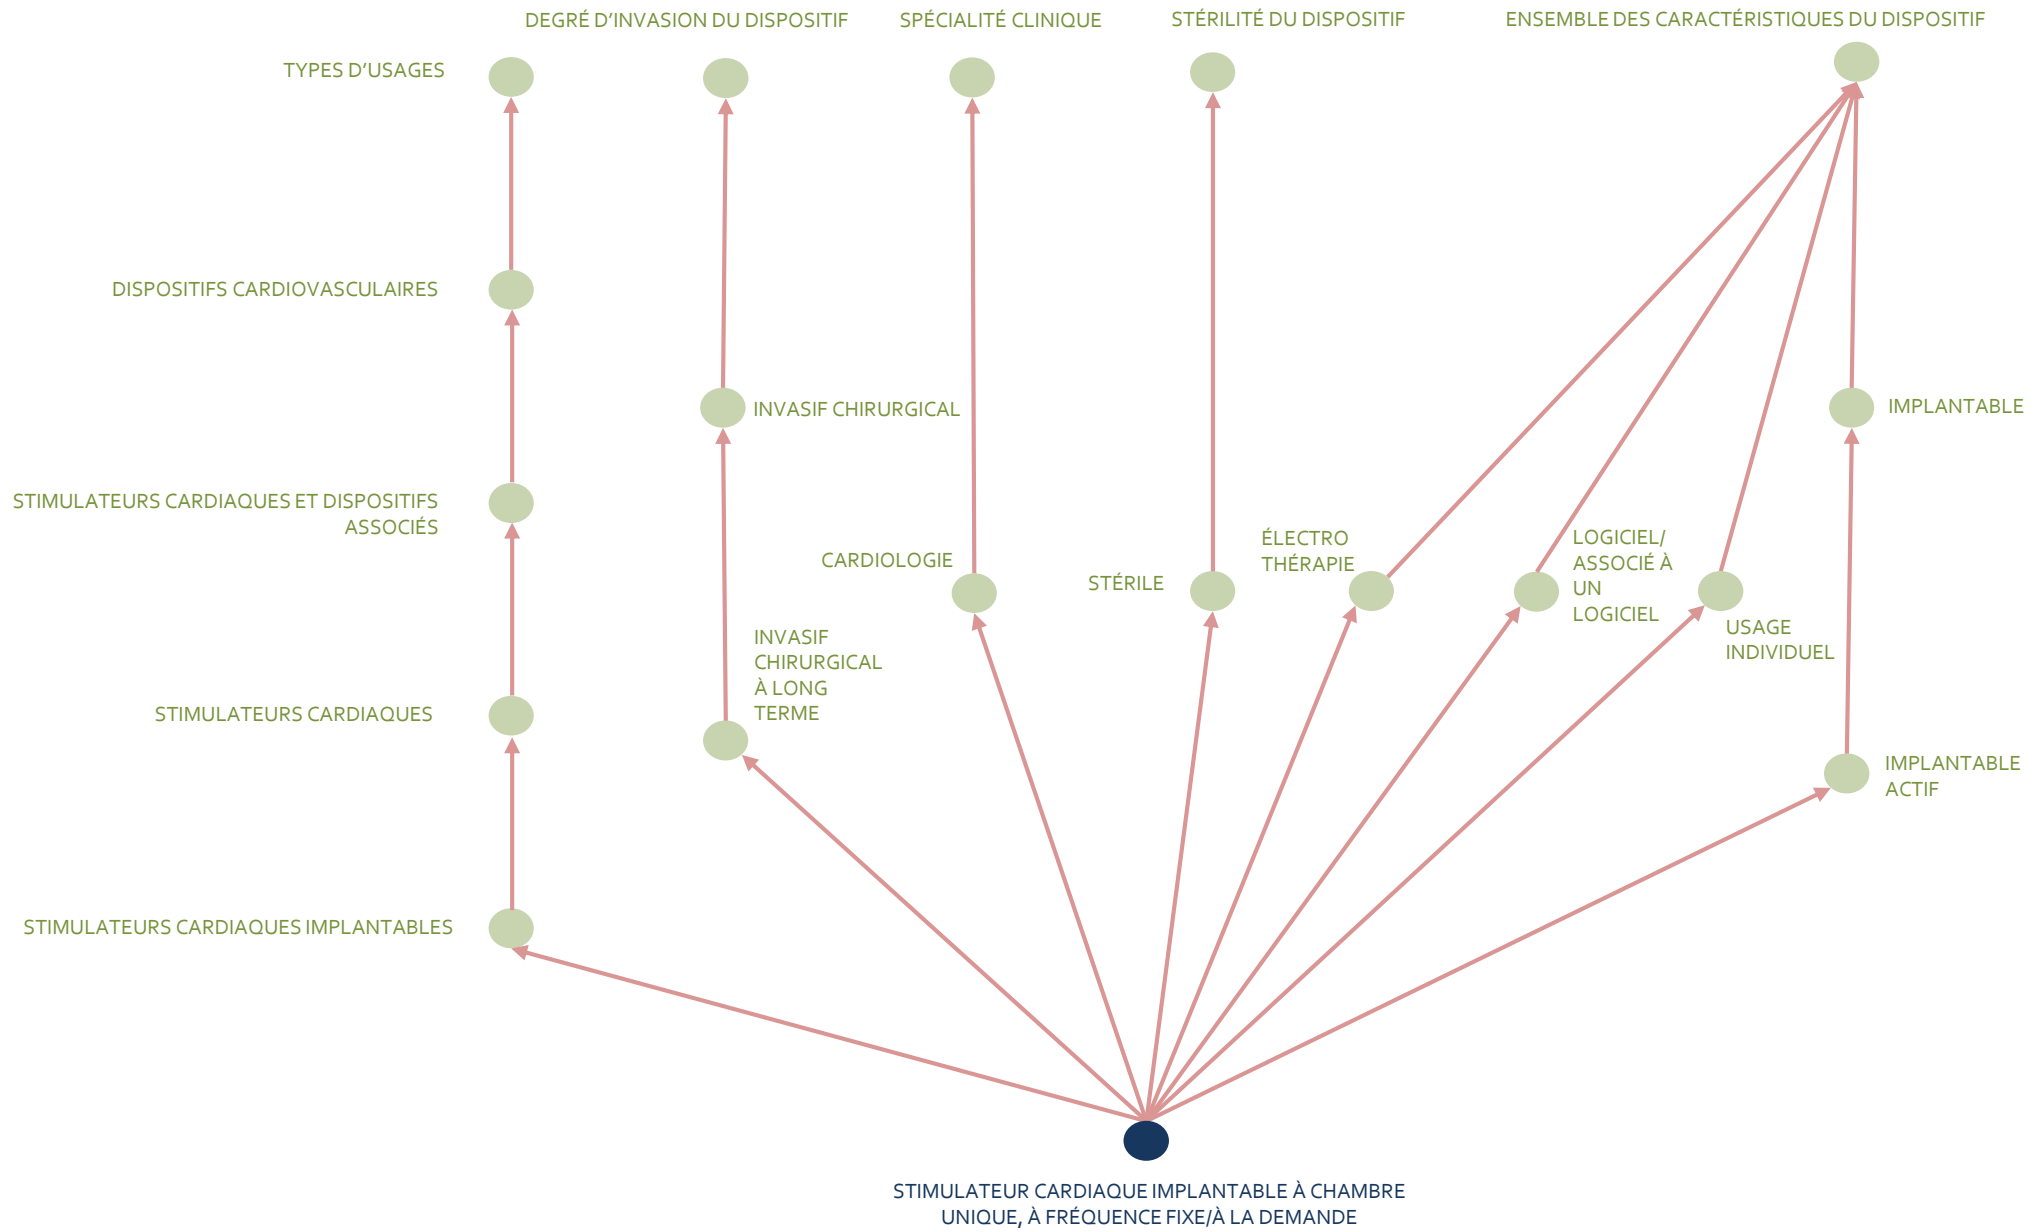 DEGRÉ D’INVASION DU DISPOSITIF
SPÉCIALITÉ CLINIQUE
STÉRILITÉ DU DISPOSITIF
ENSEMBLE DES CARACTÉRISTIQUES DU DISPOSITIF
TYPES D’USAGES
DISPOSITIFS CARDIOVASCULAIRES
INVASIF CHIRURGICAL
IMPLANTABLE
STIMULATEURS CARDIAQUES ET DISPOSITIFS
ASSOCIÉS
CARDIOLOGIE
STÉRILE
ÉLECTRO
THÉRAPIE
LOGICIEL/
ASSOCIÉ À
UN
LOGICIEL
USAGE
INDIVIDUEL
INVASIF
CHIRURGICAL
À LONG
TERME
STIMULATEURS CARDIAQUES
IMPLANTABLE
ACTIF
STIMULATEURS CARDIAQUES IMPLANTABLES
STIMULATEUR CARDIAQUE IMPLANTABLE À CHAMBRE
UNIQUE, À FRÉQUENCE FIXE/À LA DEMANDE